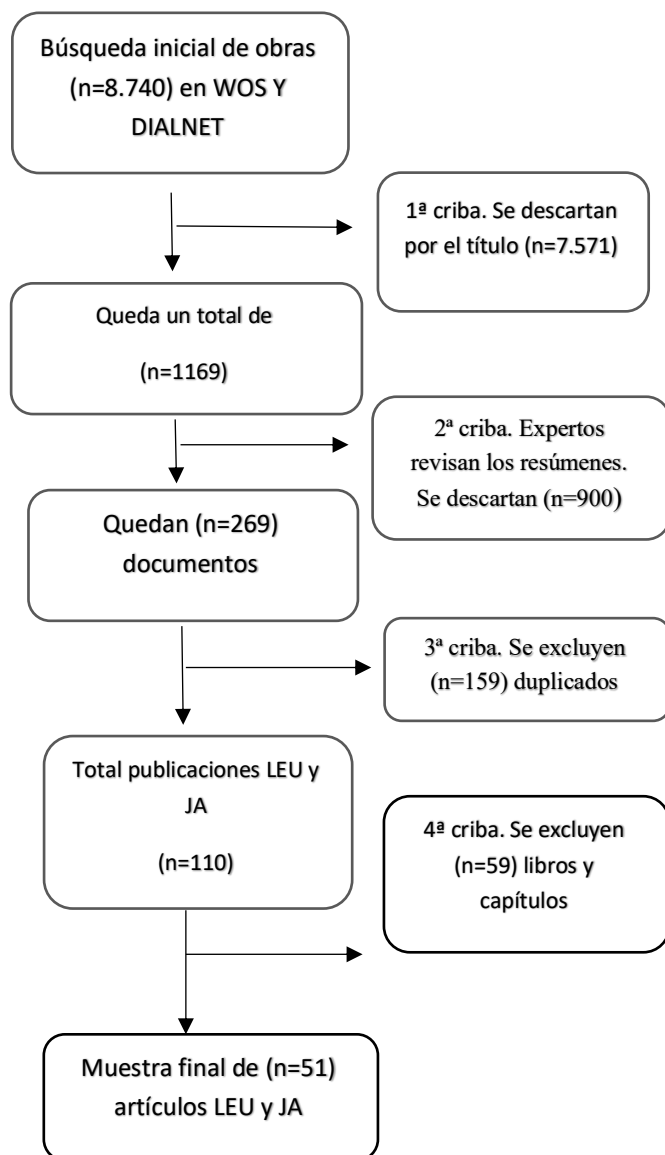 Búsqueda inicial de obras
(n=8.740) en WOS Y
DIALNET
1ª criba. Se descartan
por el título (n=7.571)
Queda un total de
(n=1169)
2ª criba. Expertos
revisan los resúmenes.
Se descartan (n=900)
Quedan (n=269)
documentos
3ª criba. Se excluyen
(n=159) duplicados
Total publicaciones LEU y
JA
(n=110)
4ª criba. Se excluyen
(n=59) libros y
capítulos
Muestra final de (n=51)
artículos LEU y JA